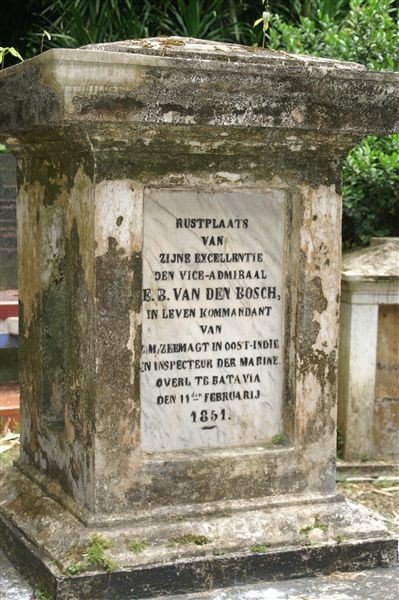 RUSTPLAATS
VAN
ZIJNE EXCELLENTIE
DEN VICE-ADMIRAAL
E. B. VAN DEN BOSCH,
IN LEVEN KOMMANDANT
VAN
Z. M. ZEEMAGT IN OOST-INDIE
EN INSPECTEUR DER MARINE.
OVERL TE BATAVIA
DEN 11den FEBRUARIJ
1851.